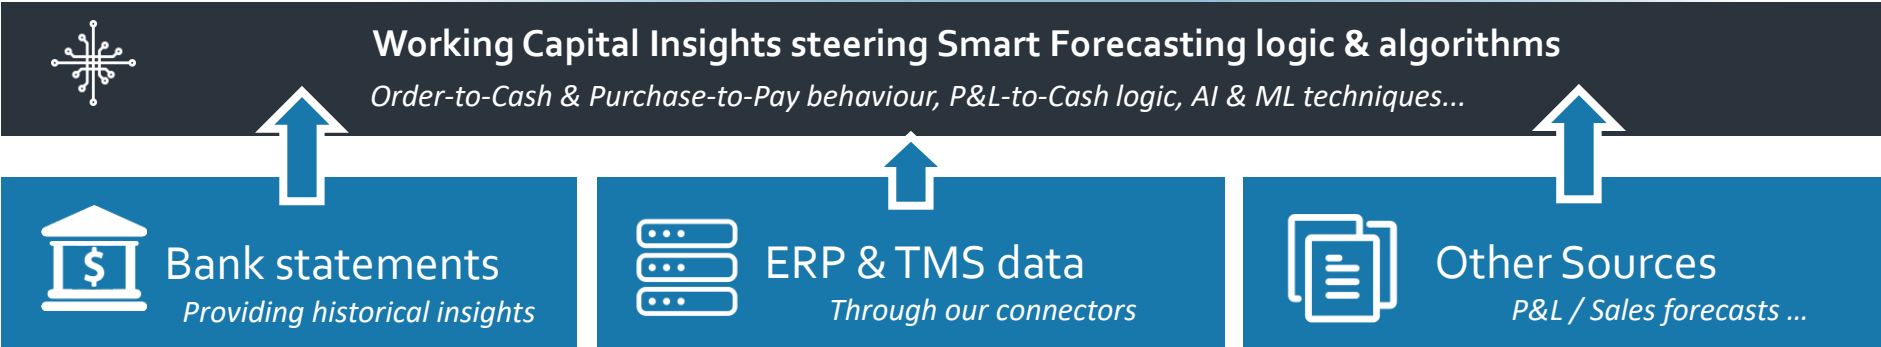 Working Capital Insights steering Smart Forecasting logic & algorithms
Order-to-Cash & Purchase-to-Pay behaviour, P&L-to-Cash logic, AI & ML techniques...
$
Bank statements
Providing historical insights
ERP & TMS data
Through our connectors
Other Sources
P&L / Sales forecasts ...